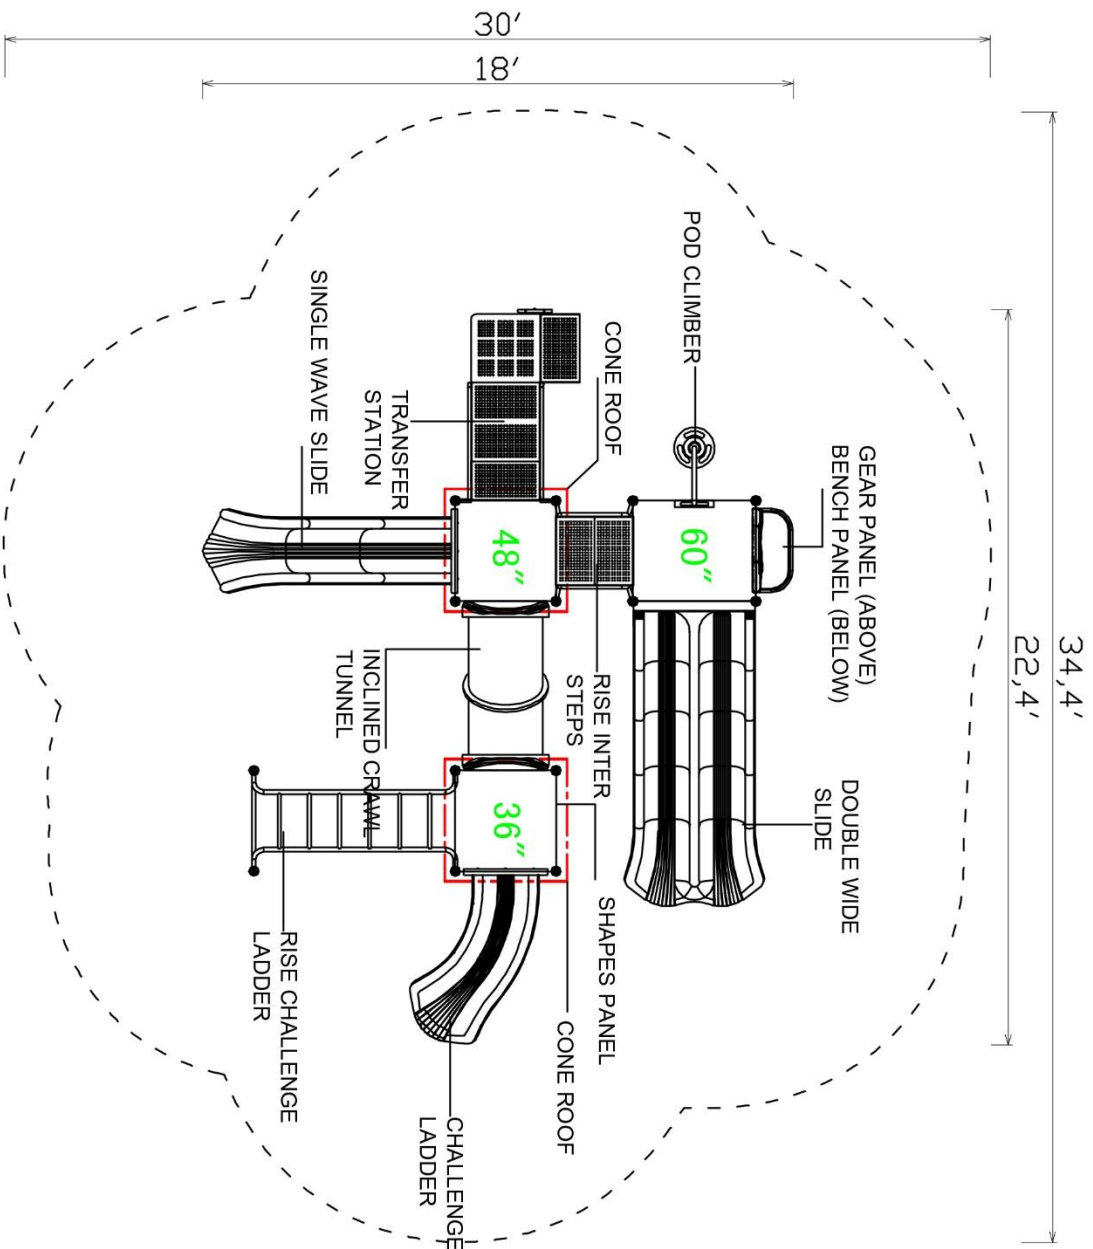 30′
18′
34,4′
22,4′
POD CLIMBER
CONE ROOF
GEAR PANEL (ABOVE)
BENCH PANEL (BELOW)
SINGLE WAVE SLIDE
TRANSFER
STATION
48″
60″
INCLINED CRAWL
TUNNEL
RISE INTER
STEPS
DOUBLE WIDE
SLIDE
36″
SHAPES PANEL
CONE ROOF
RISE CHALLENGE
LADDER
CHALLENGE
LADDER